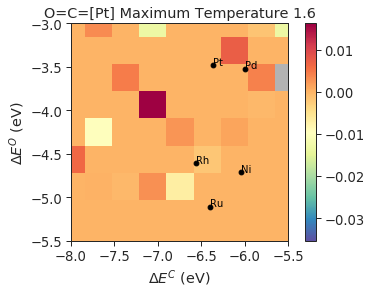 O=C=[Pt] Maximum Temperature 1.6
−3.0
−3.5
−4.0
−4.5
−5.0
−5.5
ΔE^O (eV)
Pt
Pd
Rh
Ni
Ru
−8.0 −7.5 −7.0 −6.5 −6.0 −5.5
ΔE^C (eV)
0.01
0.00
−0.01
−0.02
−0.03